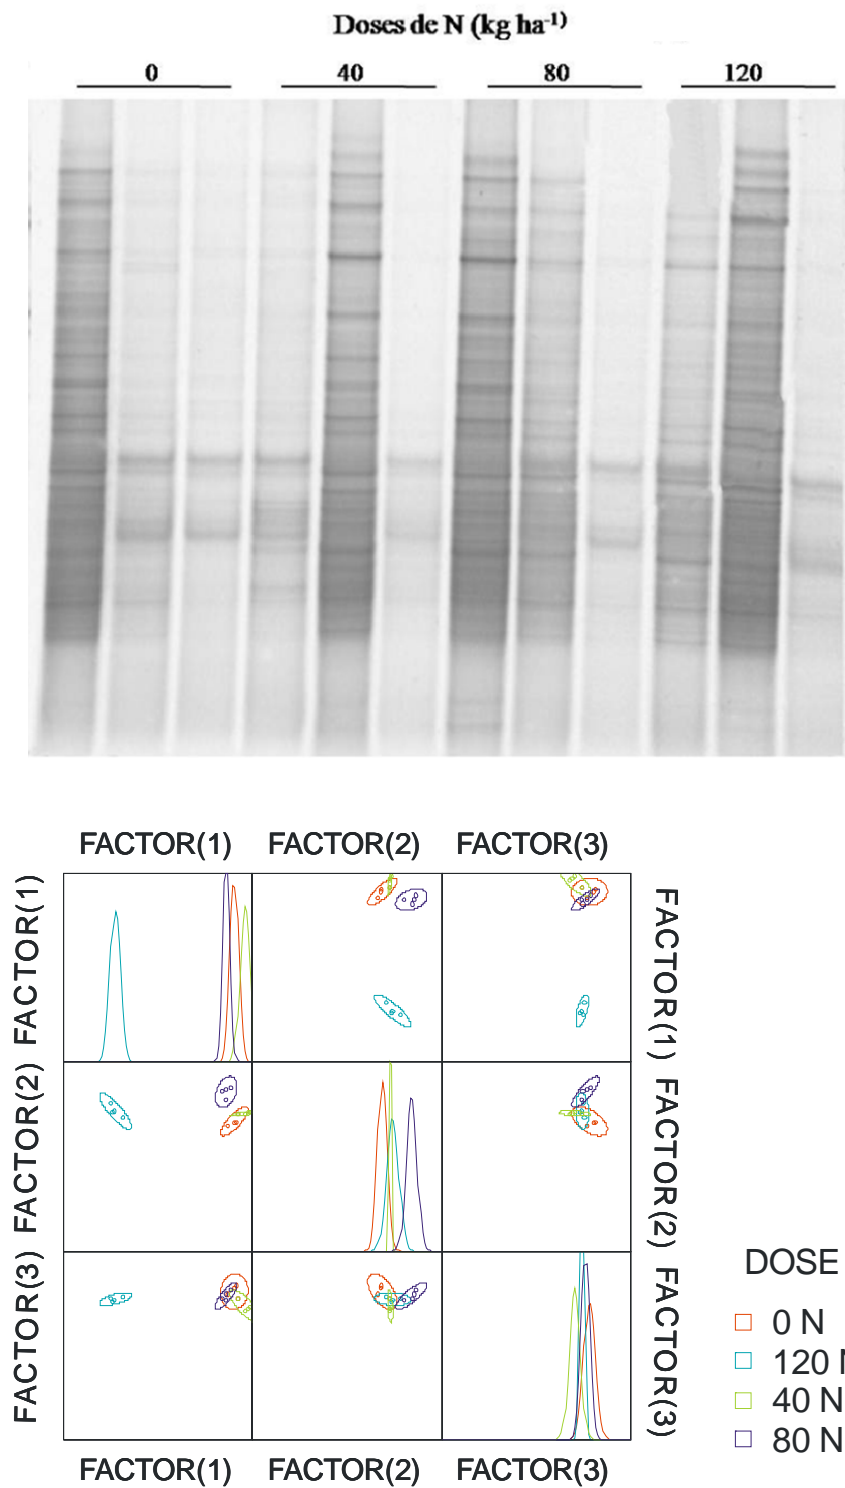 Doses de N (kg ha-1)
0 40 80 120
FACTOR(1) FACTOR(2) FACTOR(3)
FACTOR(1)
FACTOR(2)
FACTOR(3)
FACTOR(1)
FACTOR(2)
FACTOR(3)
FACTOR(1) FACTOR(2) FACTOR(3)
DOSE
0 N
120 N
40 N
80 N